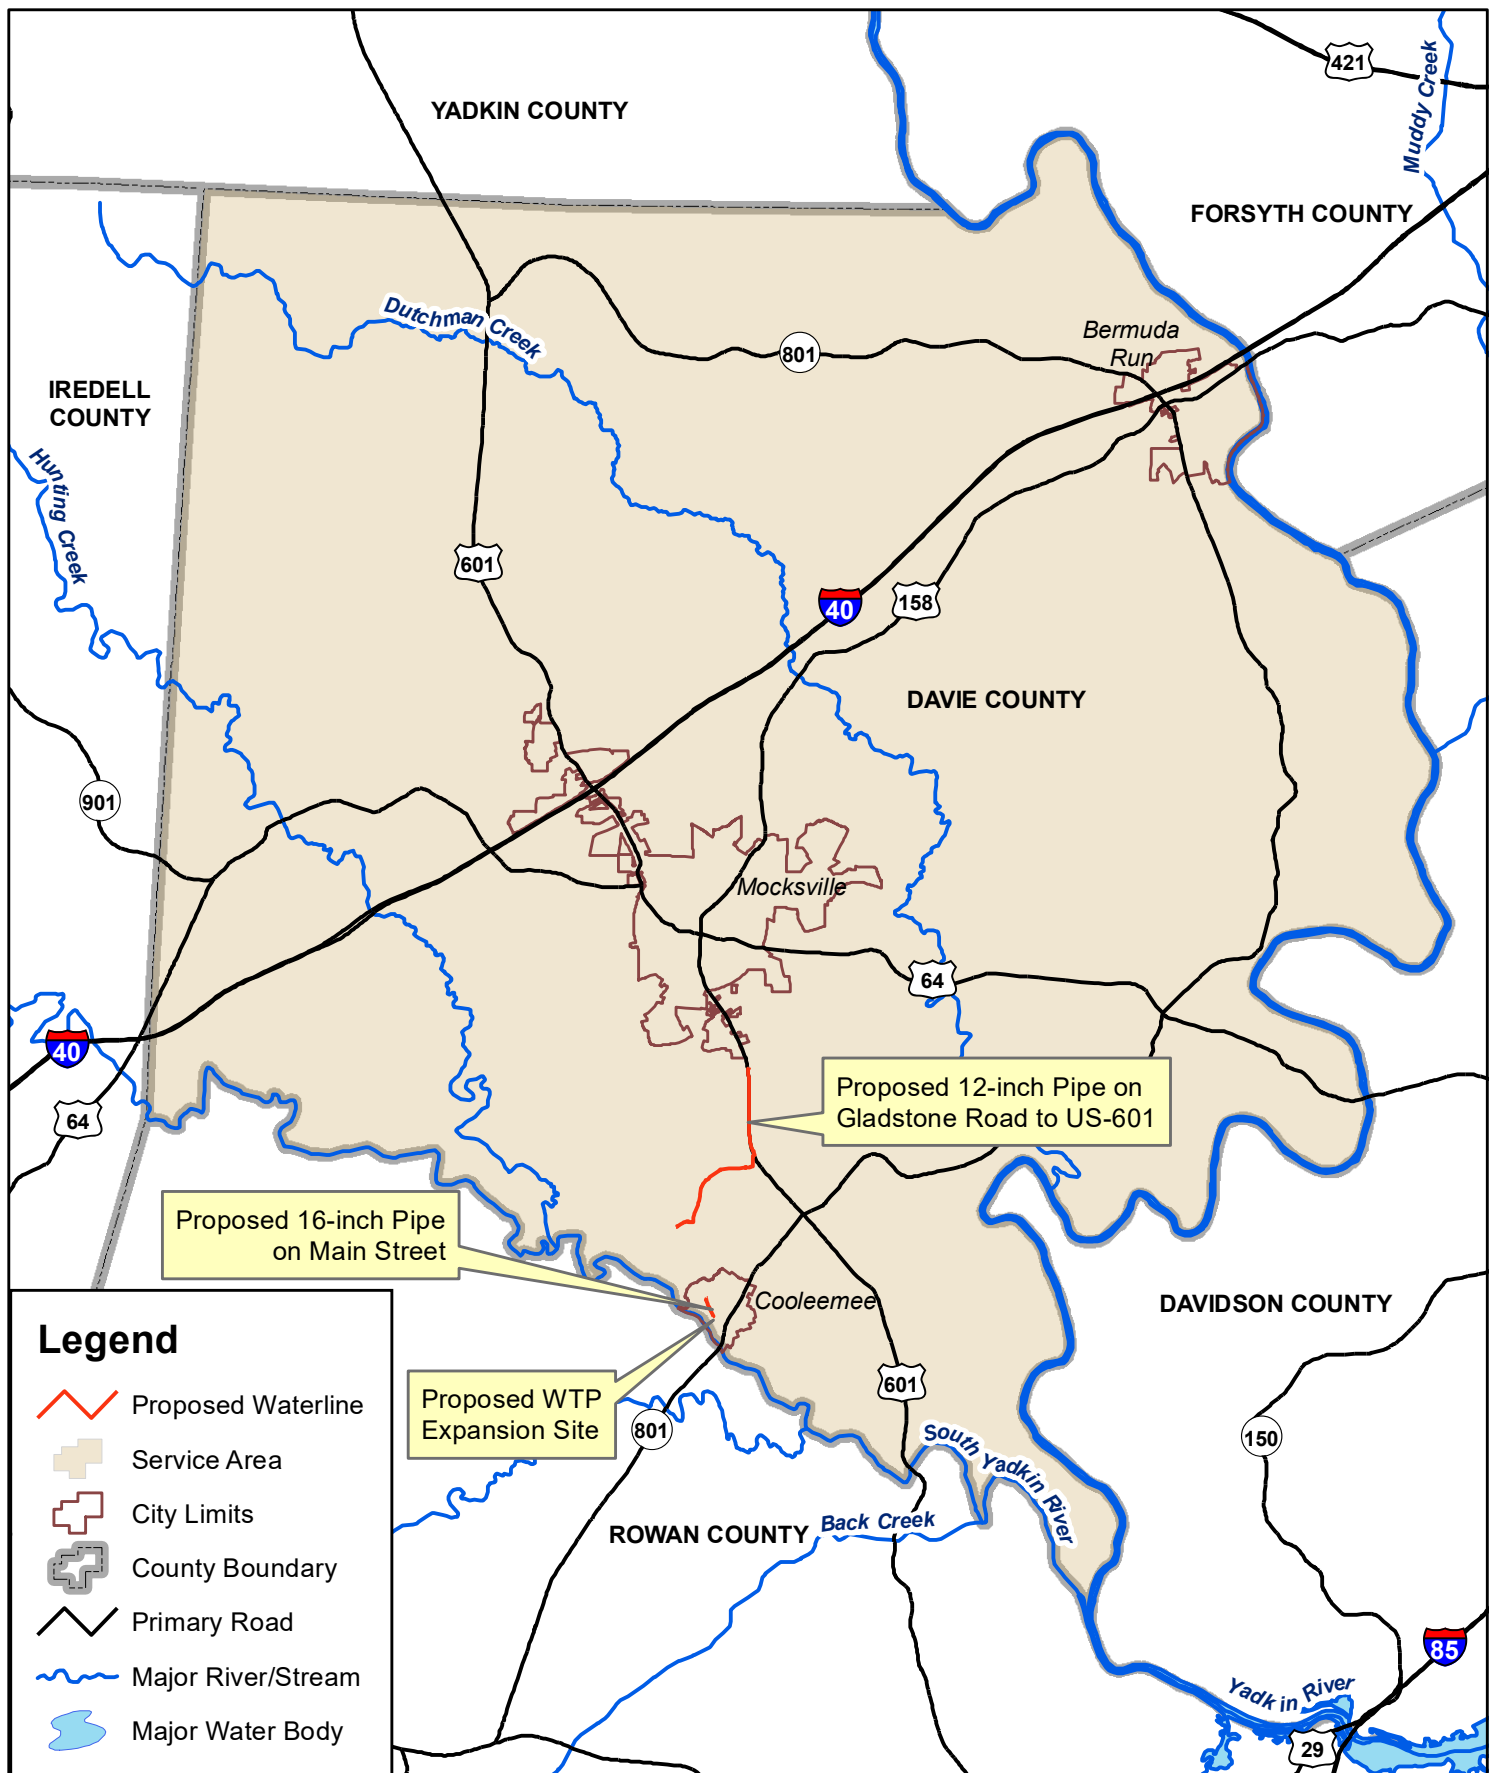 421
Muddy Creek
YADKIN COUNTY
FORSYTH COUNTY
Dutchman Creek
Bermuda
Run
801
IREDELL
COUNTY
Hunting Creek
601
40
158
DAVIE COUNTY
901
Mocksville
64
40
64
Proposed 12-inch Pipe on
Gladstone Road to US-601
Proposed 16-inch Pipe
on Main Street
Cooleemee
DAVIDSON COUNTY
Proposed WTP
Expansion Site
601
801
150
South Yadkin River
Back Creek
ROWAN COUNTY
85
Yadkin River
29
Legend
Proposed Waterline
Service Area
City Limits
County Boundary
Primary Road
Major River/Stream
Major Water Body